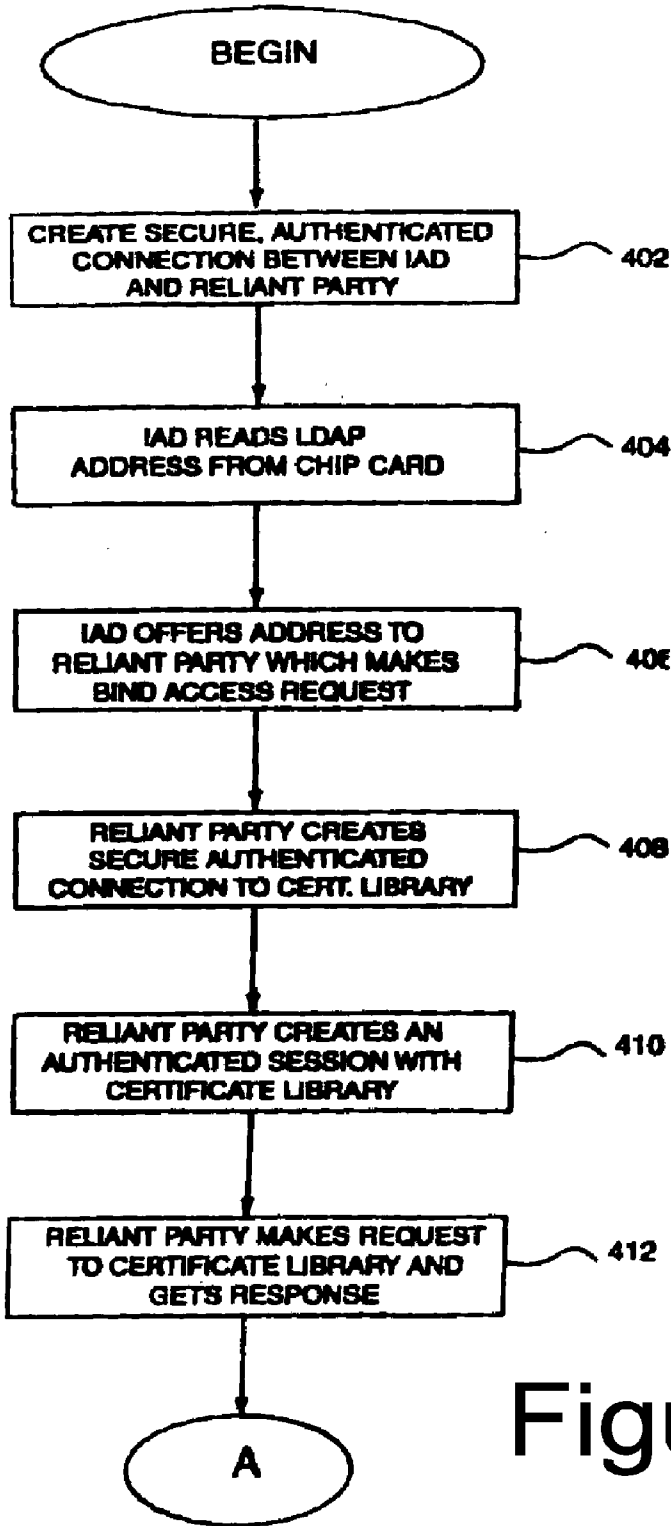 BEGIN
CREATE SECURE, AUTHENTICATED
CONNECTION BETWEEN IAD
AND RELIANT PARTY
402
IAD READS LDAP
ADDRESS FROM CHIP CARD
404
IAD OFFERS ADDRESS TO
RELIANT PARTY WHICH MAKES
BIND ACCESS REQUEST
RELIANT PARTY CREATES
SECURE AUTHENTICATED
CONNECTION TO CERT. LIBRARY
408
RELIANT PARTY CREATES AN
AUTHENTICATED SESSION WITH
CERTIFICATE LIBRARY
410
RELIANT PARTY MAKES REQUEST
TO CERTIFICATE LIBRARY AND
GETS RESPONSE
412
A